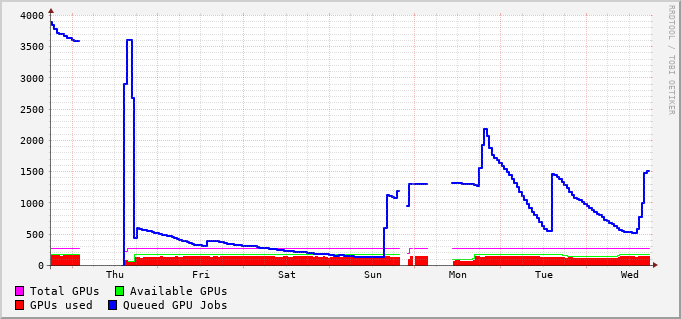 4000
3500
3000
2500
2000
1500
1000
500
0
Thu Fri Sat Sun Mon Tue Wed
Total GPUs Available GPUs
GPUs used Queued GPU Jobs
RRDTOOL / TOBI OETIKER